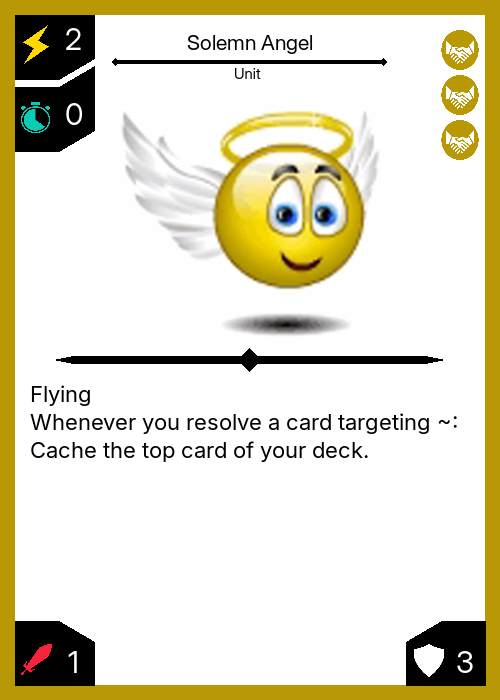 2
Solemn Angel
Unit
0
Flying
Whenever you resolve a card targeting ~:
Cache the top card of your deck.
1
3